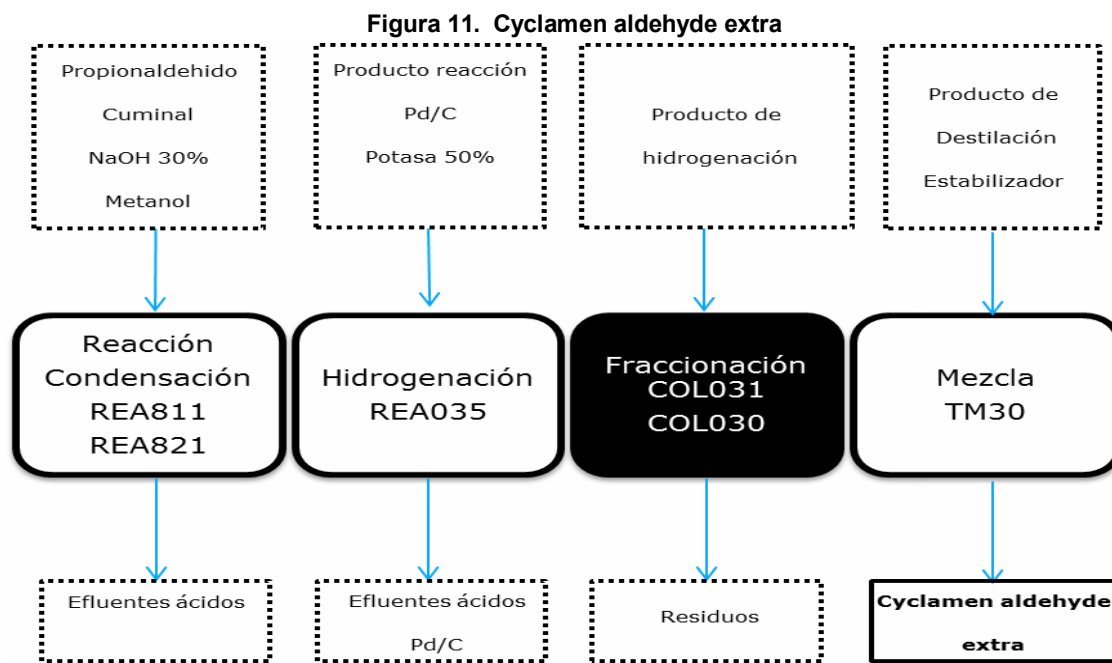 Figura 11. Cyclamen aldehyde extra
Propionaldehido
Cuminal
NaOH 30%
Metanol
Producto reacción
Pd/C
Potasa 50%
Producto de
hidrogenación
Producto de
Destilación
Estabilizador
Reacción
Condensación
REA811
REA821
Hidrogenación
REA035
Fraccionación
COL031
COL030
Mezcla
TM30
Efluentes ácidos
Efluentes ácidos
Pd/C
Residuos
Cyclamen aldehyde
extra